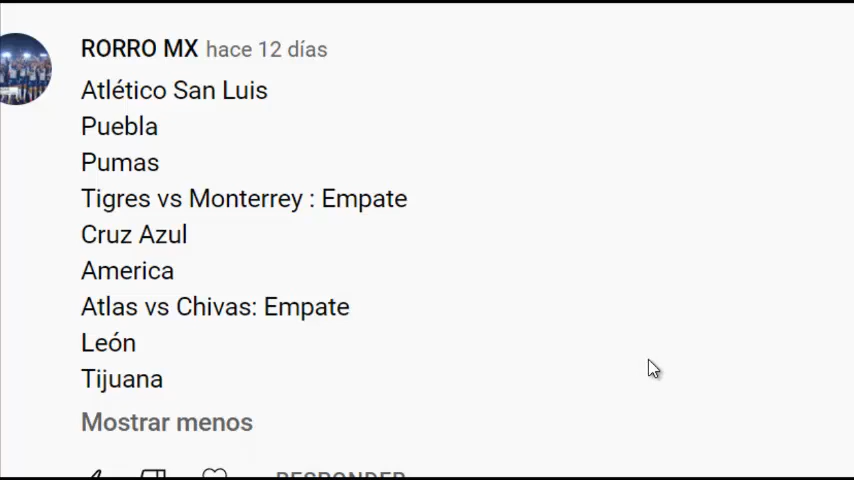 RORRO MX hace 12 días
Atlético San Luis
Puebla
Pumas
Tigres vs Monterrey : Empate
Cruz Azul
America
Atlas vs Chivas: Empate
León
Tijuana
Mostrar menos
RESPONDER